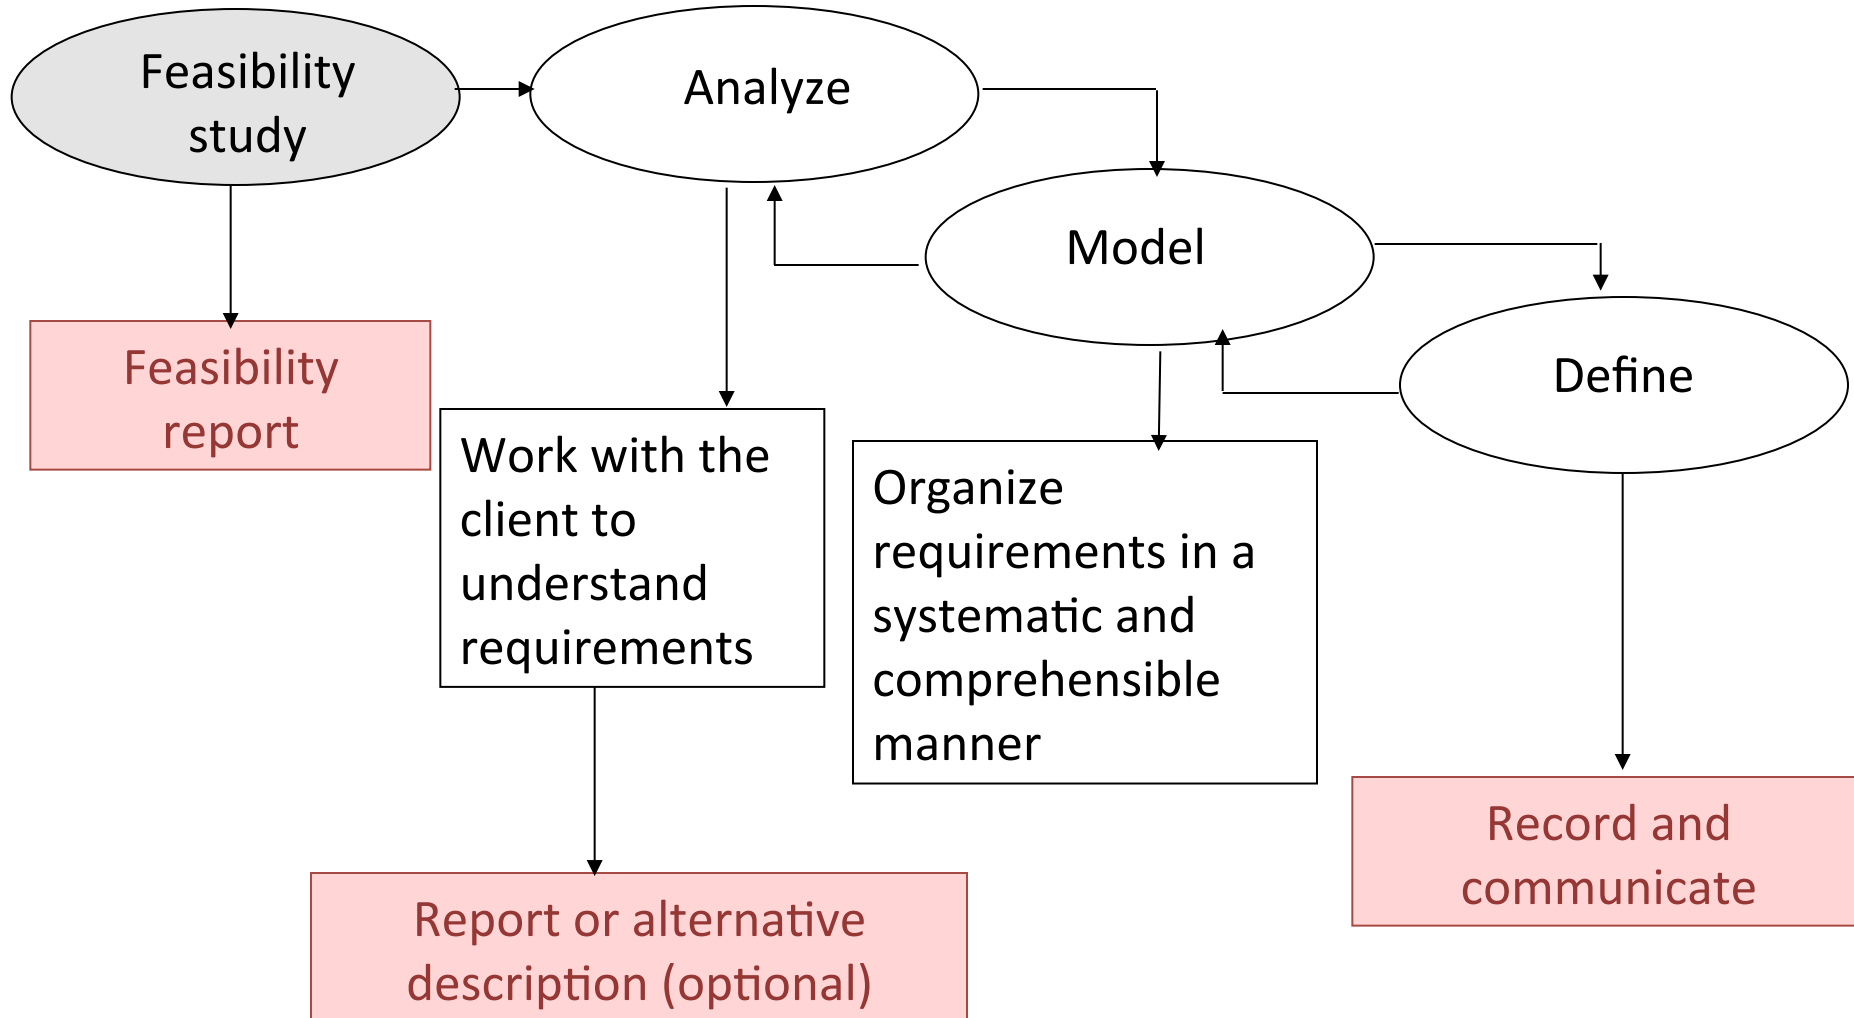 Feasibility
study
Analyze
Model
Define
Feasibility
report
Work with the
client to
understand
requirements
Organize
requirements in a
systematic and
comprehensible
manner
Record and
communicate
Report or alternative
description (optional)